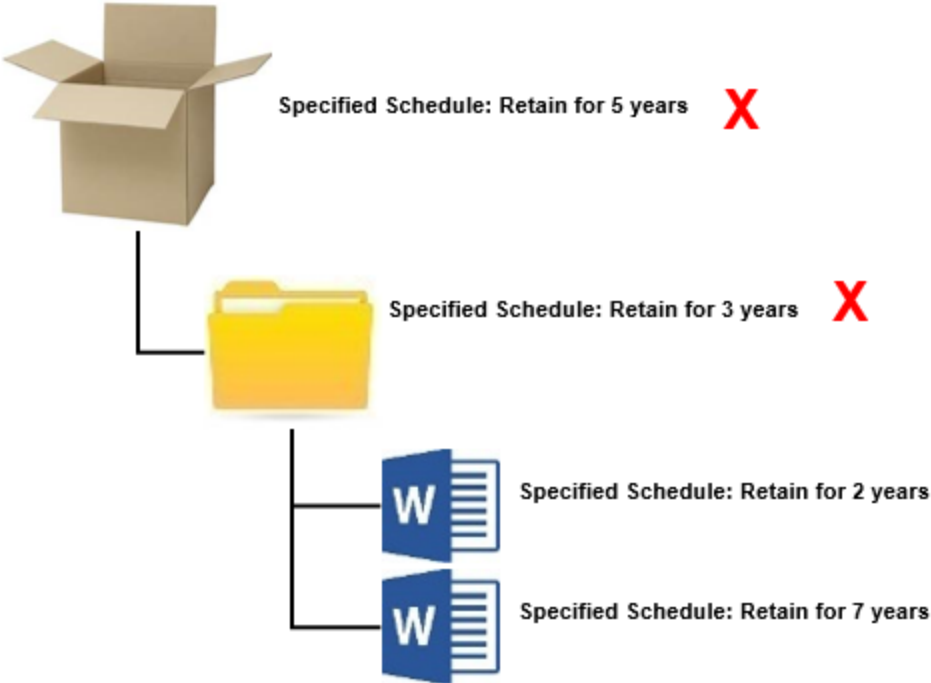 Specified Schedule: Retain for 5 years X
Specified Schedule: Retain for 3 years X
W Specified Schedule: Retain for 2 years
W Specified Schedule: Retain for 7 years